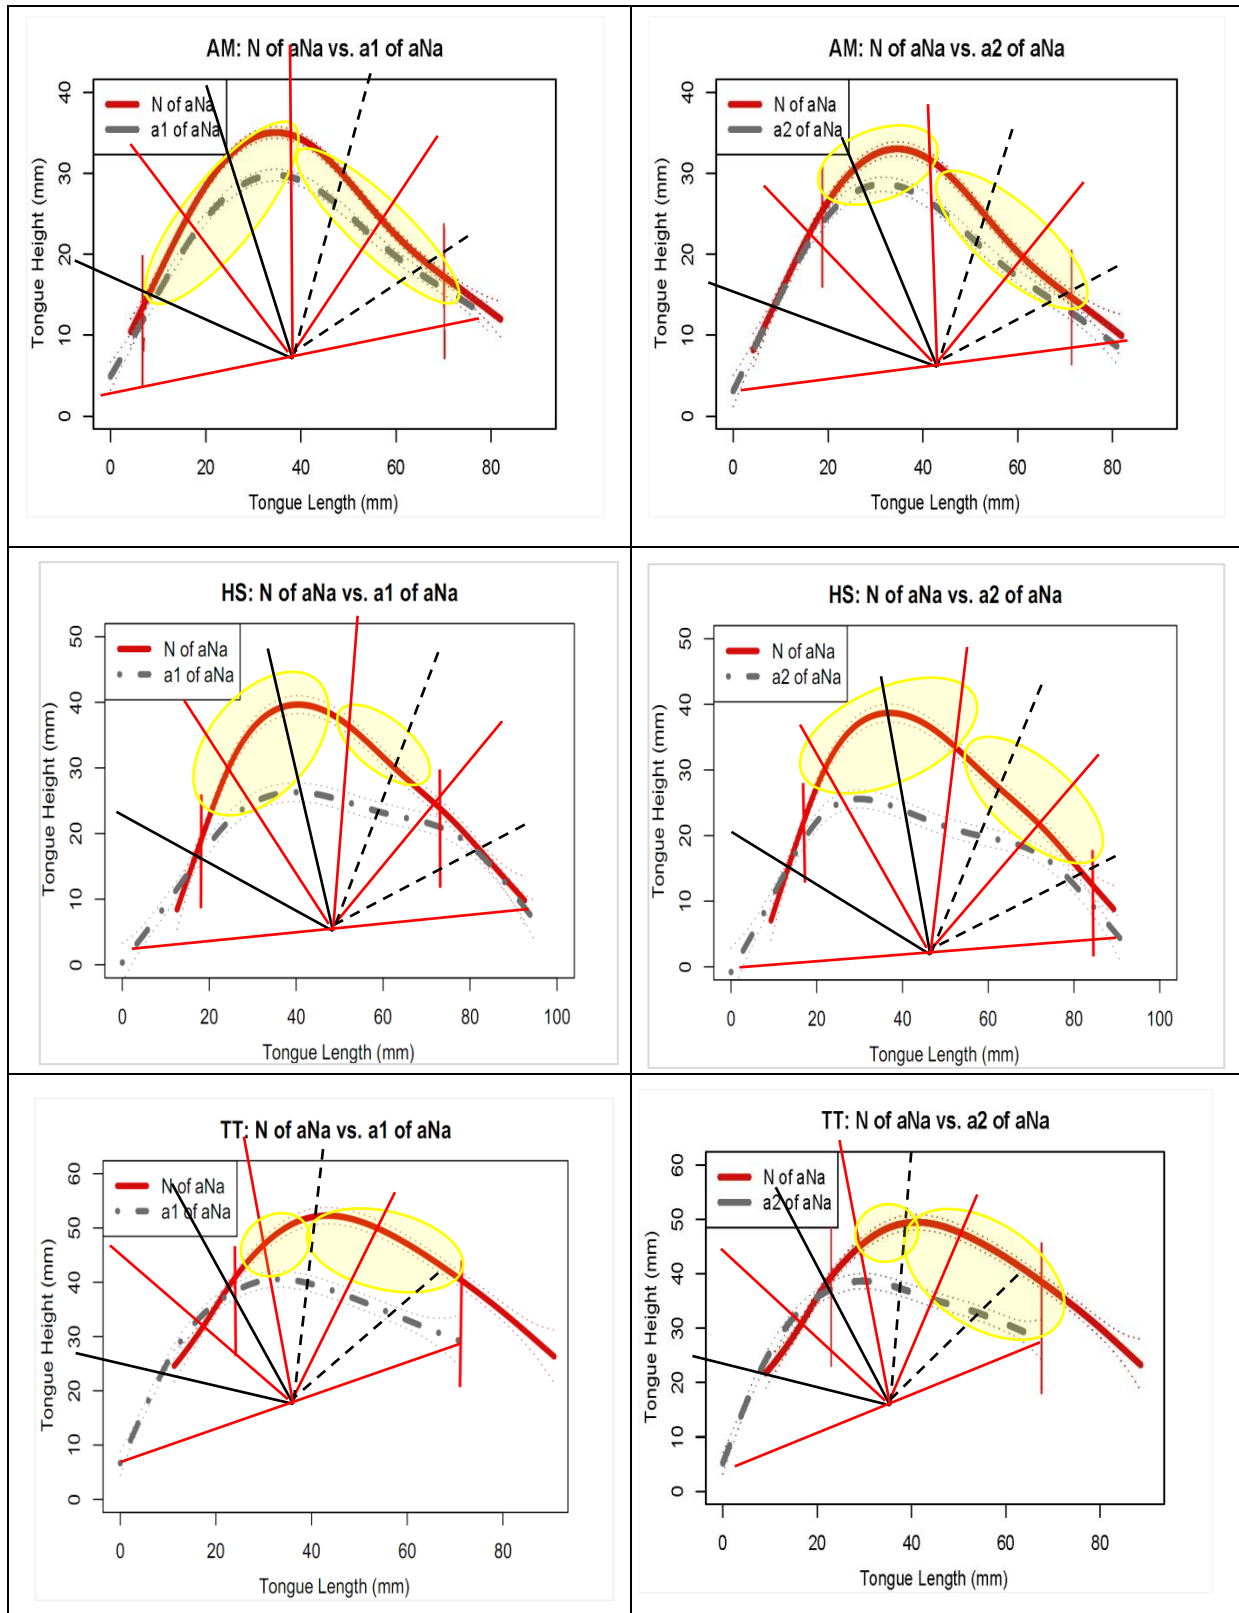 AM: N of aNa vs. a1 of aNa
N of aNa
a1 of aNa
Tongue Height (mm)
40
30
20
10
0
0 20 40 60 80
Tongue Length (mm)
AM: N of aNa vs. a2 of aNa
N of aNa
a2 of aNa
Tongue Height (mm)
40
30
20
10
0
0 20 40 60 80
Tongue Length (mm)
HS: N of aNa vs. a1 of aNa
N of aNa
a1 of aNa
Tongue Height (mm)
50
40
30
20
10
0
0 20 40 60 80 100
Tongue Length (mm)
HS: N of aNa vs. a2 of aNa
N of aNa
a2 of aNa
Tongue Height (mm)
50
40
30
20
10
0
0 20 40 60 80 100
Tongue Length (mm)
TT: N of aNa vs. a1 of aNa
N of aNa
a1 of aNa
Tongue Height (mm)
60
50
40
30
20
10
0
0 20 40 60 80
Tongue Length (mm)
TT: N of aNa vs. a2 of aNa
N of aNa
a2 of aNa
Tongue Height (mm)
60
50
40
30
20
10
0
0 20 40 60 80
Tongue Length (mm)